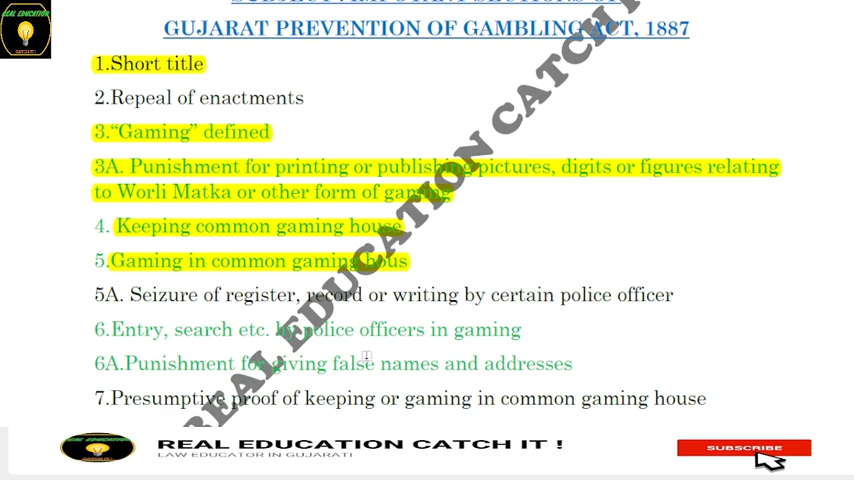 GUJARAT PREVENTION OF GAMBLING ACT, 1887
1.Short title
2.Repeal of enactments
3."Gaming" defined
3A. Punishment for printing or publishing pictures, digits or figures relating
to Worli Matka or other form of gaming
4. Keeping common gaming house
5.Gaming in common gaming hous
5A. Seizure of register, record or writing by certain police officer
6.Entry, search etc. by police officers in gaming
6A.Punishment for giving false names and addresses
7.Presumptive proof of keeping or gaming in common gaming house
REAL EDUCATION CATCH
REAL EDUCATION
REAL EDUCATION CATCH IT !
LAW EDUCATOR IN GUJARATI
SUBSCRIBE